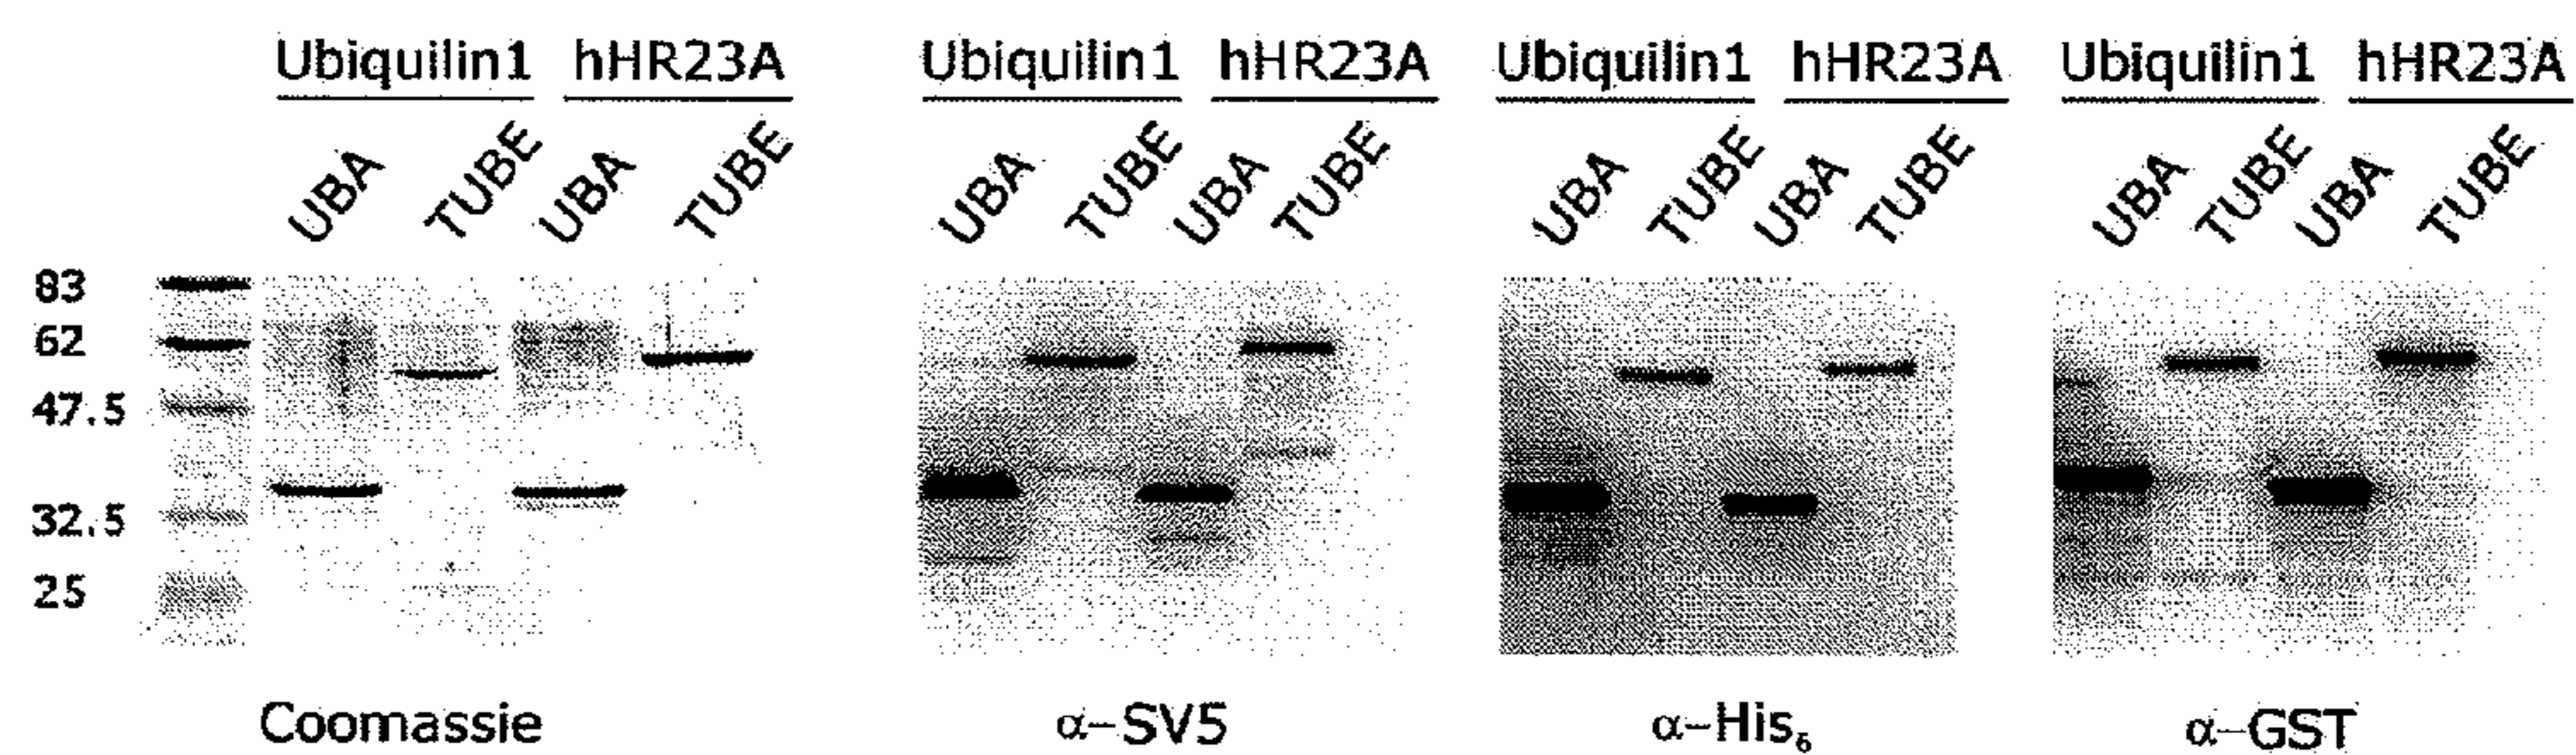 Ubiquilin1 hHR23A Ubiquilin1 hHR23A Ubiquilin1 hHR23A Ubiquilin1 hHR23A
UBA TUBE UBA TUBE UBA TUBE UBA TUBE UBA TUBE UBA TUBE UBA TUBE UBA TUBE
83
62
47.5
32.5
25
Coomassie α-SV5 α-His₆ α-GST